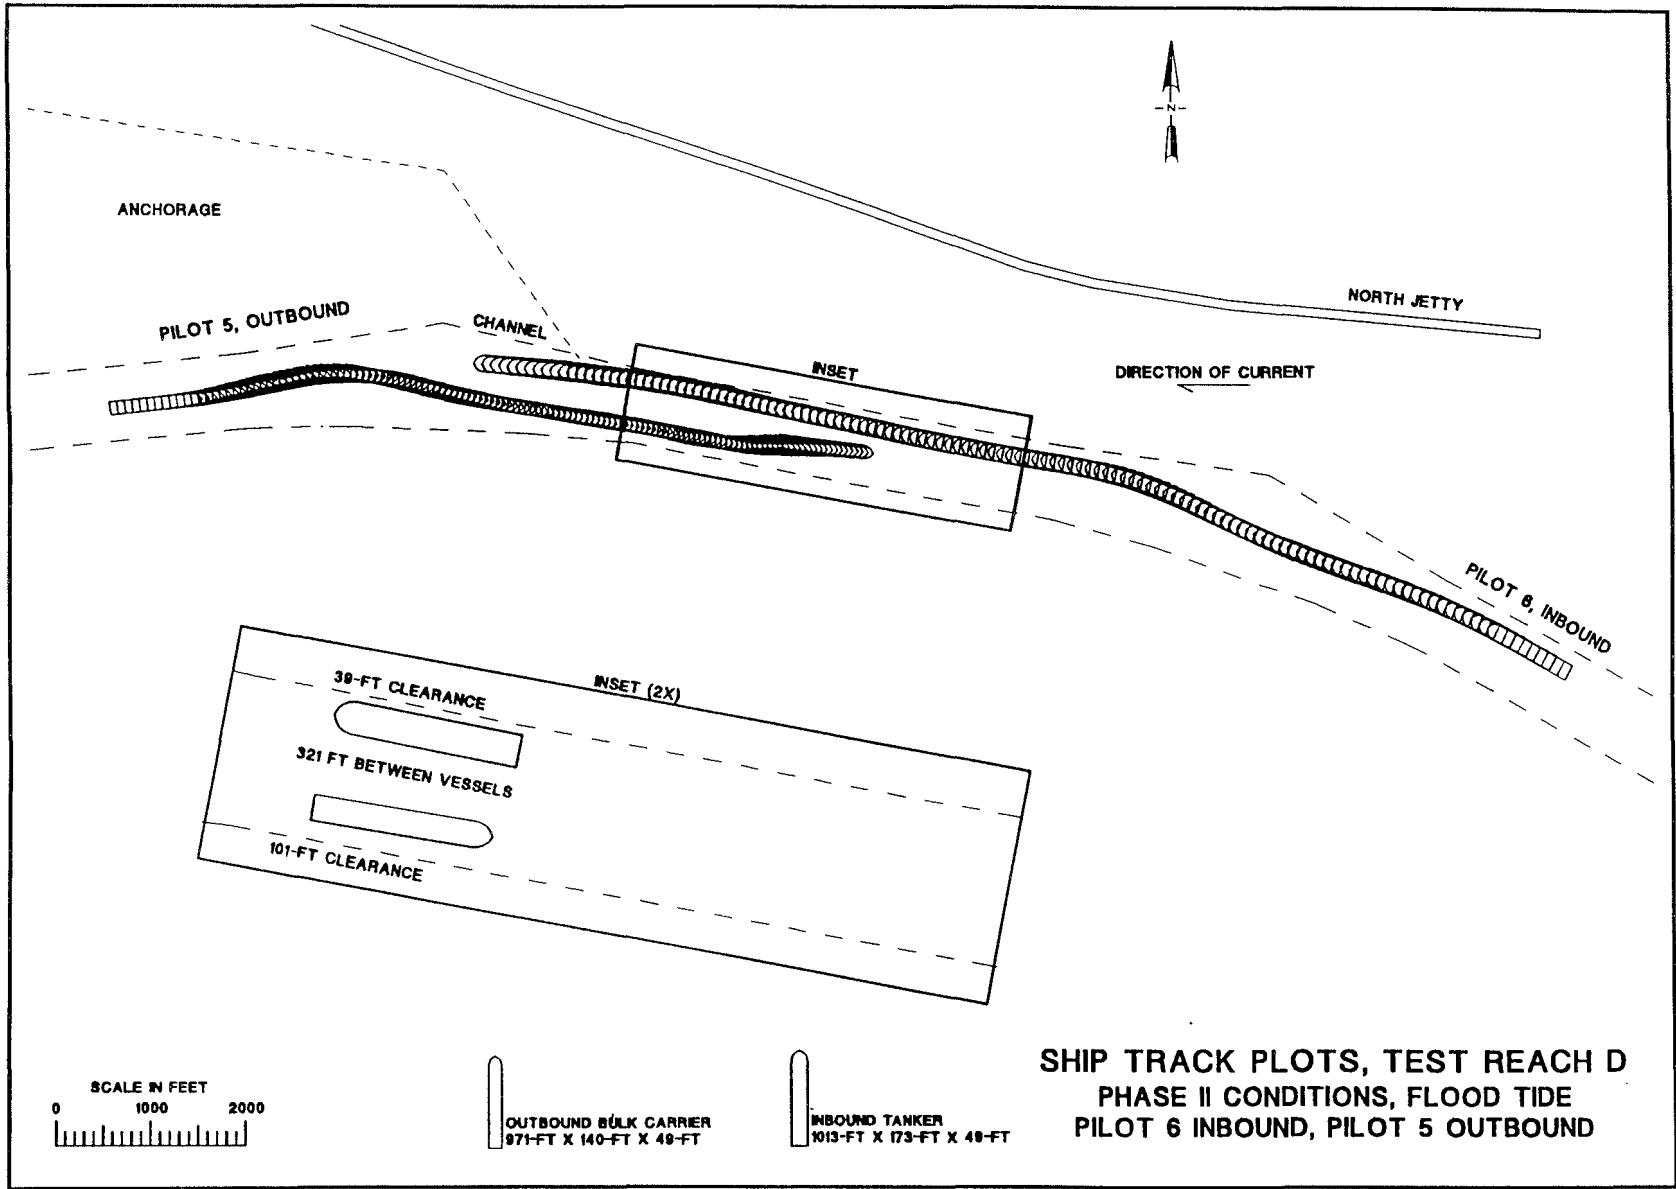 N
ANCHORAGE
NORTH JETTY
PILOT 5, OUTBOUND
CHANNEL
INSET
DIRECTION OF CURRENT
PILOT 6, INBOUND
INSET (2X)
39-FT CLEARANCE
321 FT BETWEEN VESSELS
101-FT CLEARANCE
SCALE IN FEET
0 1000 2000
OUTBOUND BULK CARRIER
971-FT X 140-FT X 49-FT
INBOUND TANKER
1013-FT X 173-FT X 49-FT
SHIP TRACK PLOTS, TEST REACH D
PHASE II CONDITIONS, FLOOD TIDE
PILOT 6 INBOUND, PILOT 5 OUTBOUND